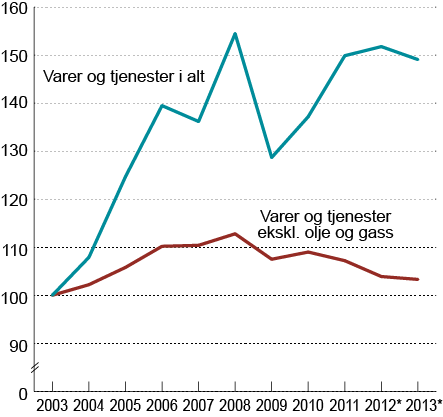 160
150
Varer og tjenester i alt
140
130
120
Varer og tjenester
ekskl. olje og gass
110
100
90
0
2003 2004 2005 2006 2007 2008 2009 2010 2011 2012* 2013*